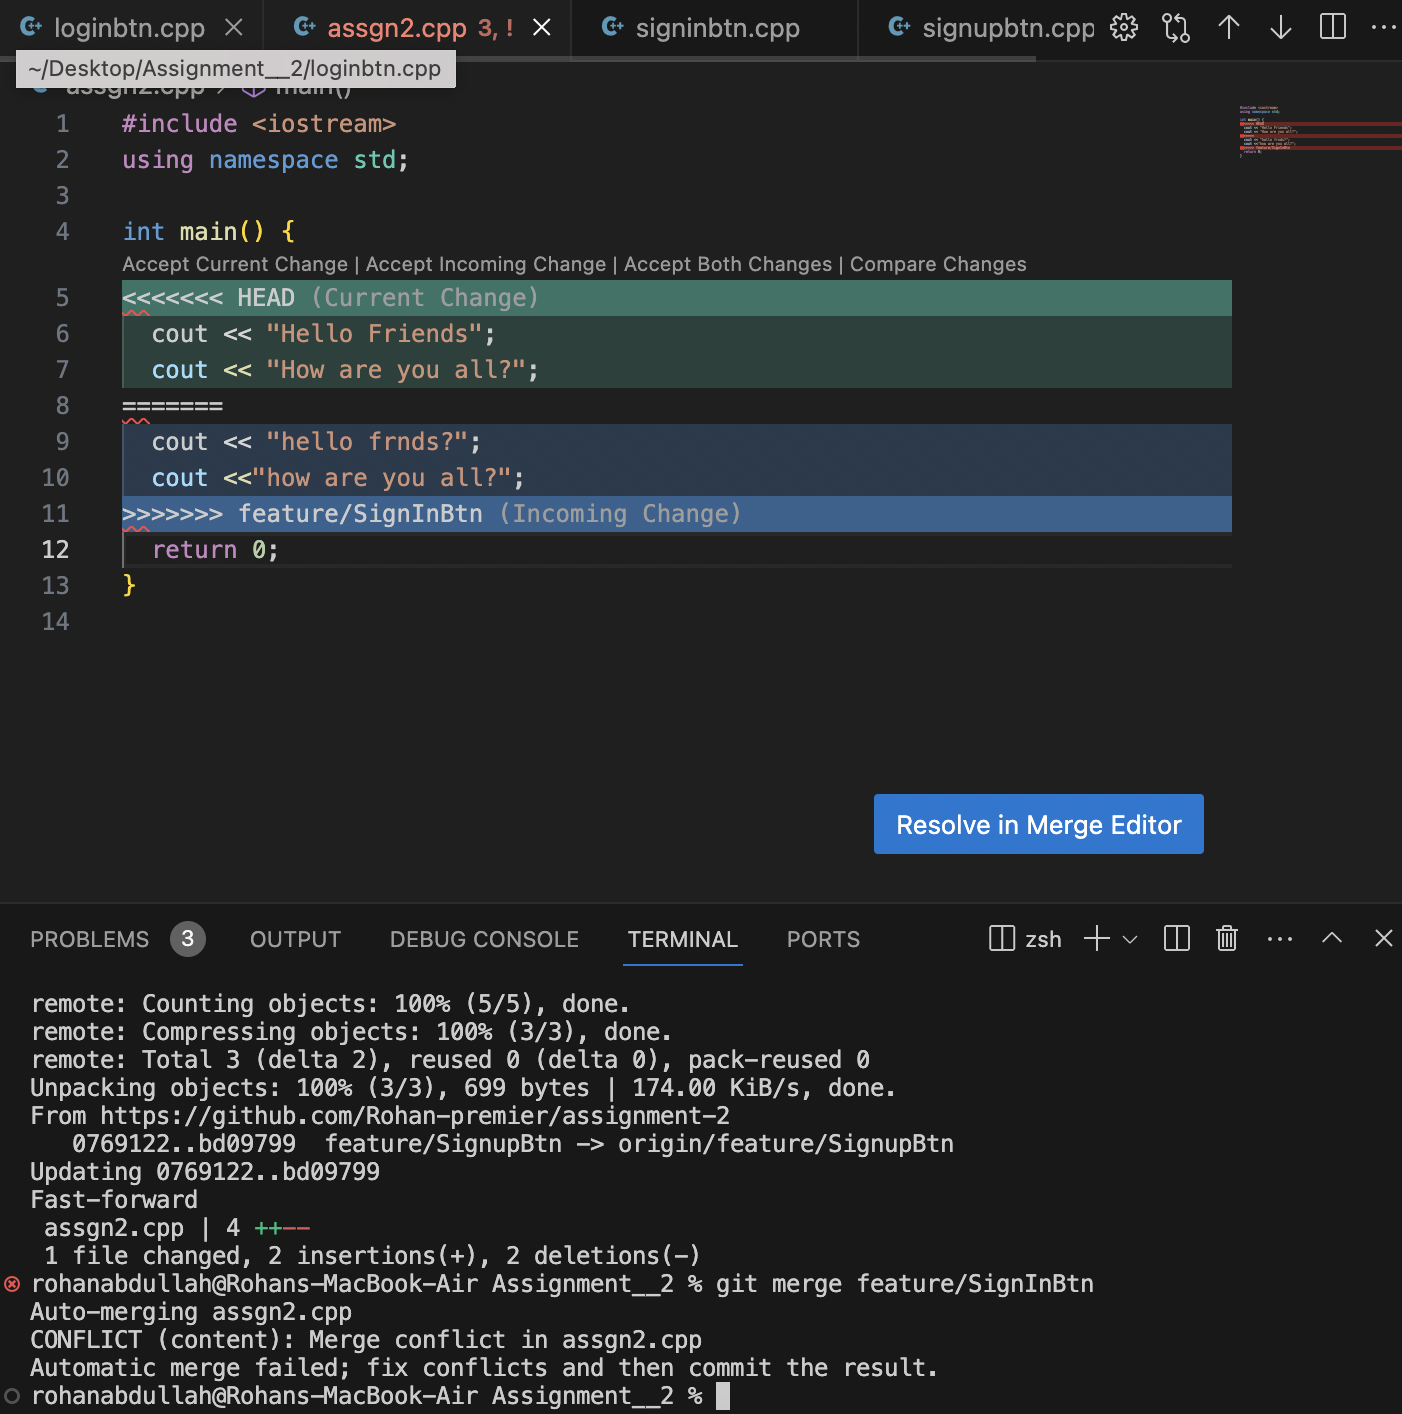 loginbtn.cpp
assgn2.cpp 3, !
signinbtn.cpp
signupbtn.cpp
~/Desktop/Assignment__2/loginbtn.cpp
assgn2.cpp > main()
1 #include <iostream>
2 using namespace std;
3
4 int main() {
Accept Current Change | Accept Incoming Change | Accept Both Changes | Compare Changes
5 <<<<<<< HEAD (Current Change)
6 cout << "Hello Friends";
7 cout << "How are you all?";
8 =======
9 cout << "hello frnds?";
10 cout <<"how are you all?";
11 >>>>>>> feature/SignInBtn (Incoming Change)
12 return 0;
13 }
14
Resolve in Merge Editor
PROBLEMS 3 OUTPUT DEBUG CONSOLE TERMINAL PORTS zsh
remote: Counting objects: 100% (5/5), done.
remote: Compressing objects: 100% (3/3), done.
remote: Total 3 (delta 2), reused 0 (delta 0), pack-reused 0
Unpacking objects: 100% (3/3), 699 bytes | 174.00 KiB/s, done.
From https://github.com/Rohan-premier/assignment-2
0769122..bd09799 feature/SignupBtn -> origin/feature/SignupBtn
Updating 0769122..bd09799
Fast-forward
assgn2.cpp | 4 ++--
1 file changed, 2 insertions(+), 2 deletions(-)
rohanabdullah@Rohans-MacBook-Air Assignment__2 % git merge feature/SignInBtn
Auto-merging assgn2.cpp
CONFLICT (content): Merge conflict in assgn2.cpp
Automatic merge failed; fix conflicts and then commit the result.
rohanabdullah@Rohans-MacBook-Air Assignment__2 %